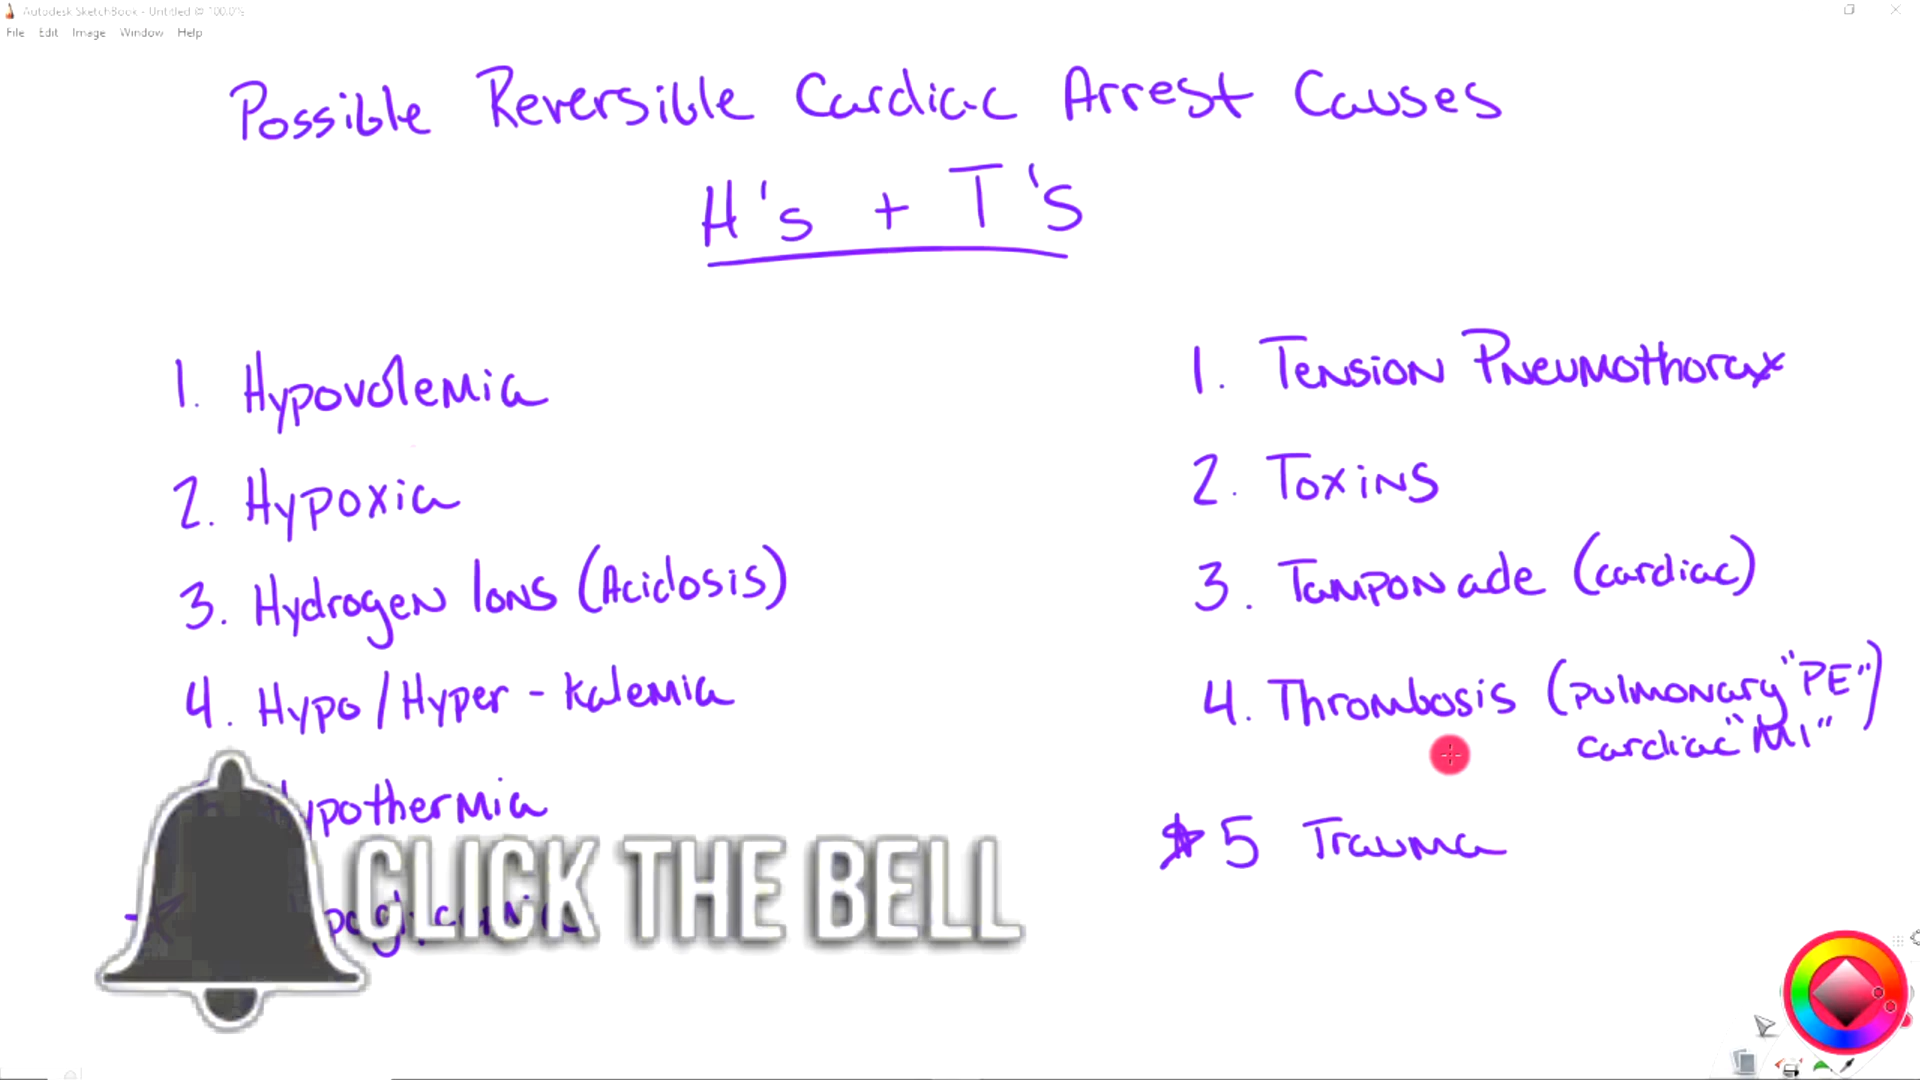 Autodesk SketchBook - Untitled @ 100.0%
File Edit Image Window Help
Possible Reversible Cardiac Arrest Causes
H's + T's
1. Hypovolemia
2. Hypoxia
3. Hydrogen Ions (Acidosis)
4. Hypo/Hyper-kalemia
Hypothermia
1. Tension Pneumothorax
2. Toxins
3. Tamponade (cardiac)
4. Thrombosis (pulmonary "PE")
cardiac "MI"
5 Trauma
CLICK THE BELL